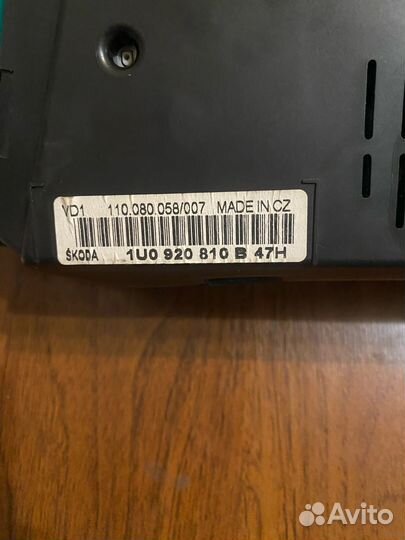 VD1 110.080.058/007 MADE IN CZ
ŠKODA 1U0 920 810 B 47H
Avito